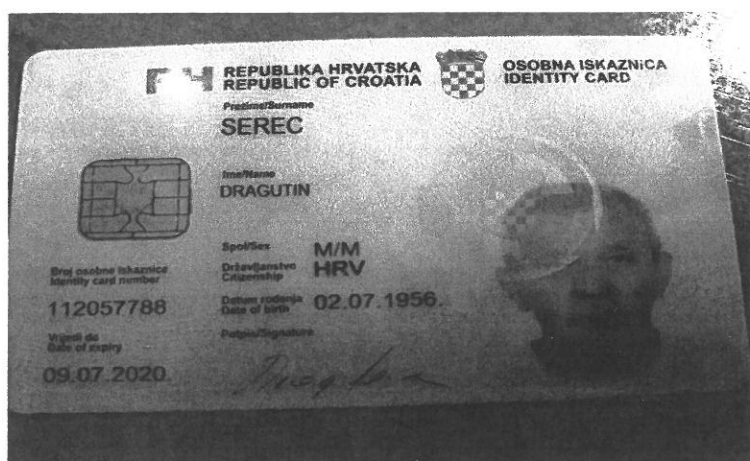 REPUBLIKA HRVATSKA
REPUBLIC OF CROATIA
OSOBNA ISKAZNICA
IDENTITY CARD
Prezime/Surname
SEREC
Ime/Name
DRAGUTIN
Spol/Sex M/M
Državljanstvo HRV
Citizenship
Datum rođenja 02.07.1956.
Date of birth
Broj osobne iskaznice
Identity card number
112057788
Vrijedi do
Date of expiry
09.07.2020.
Potpis/Signature